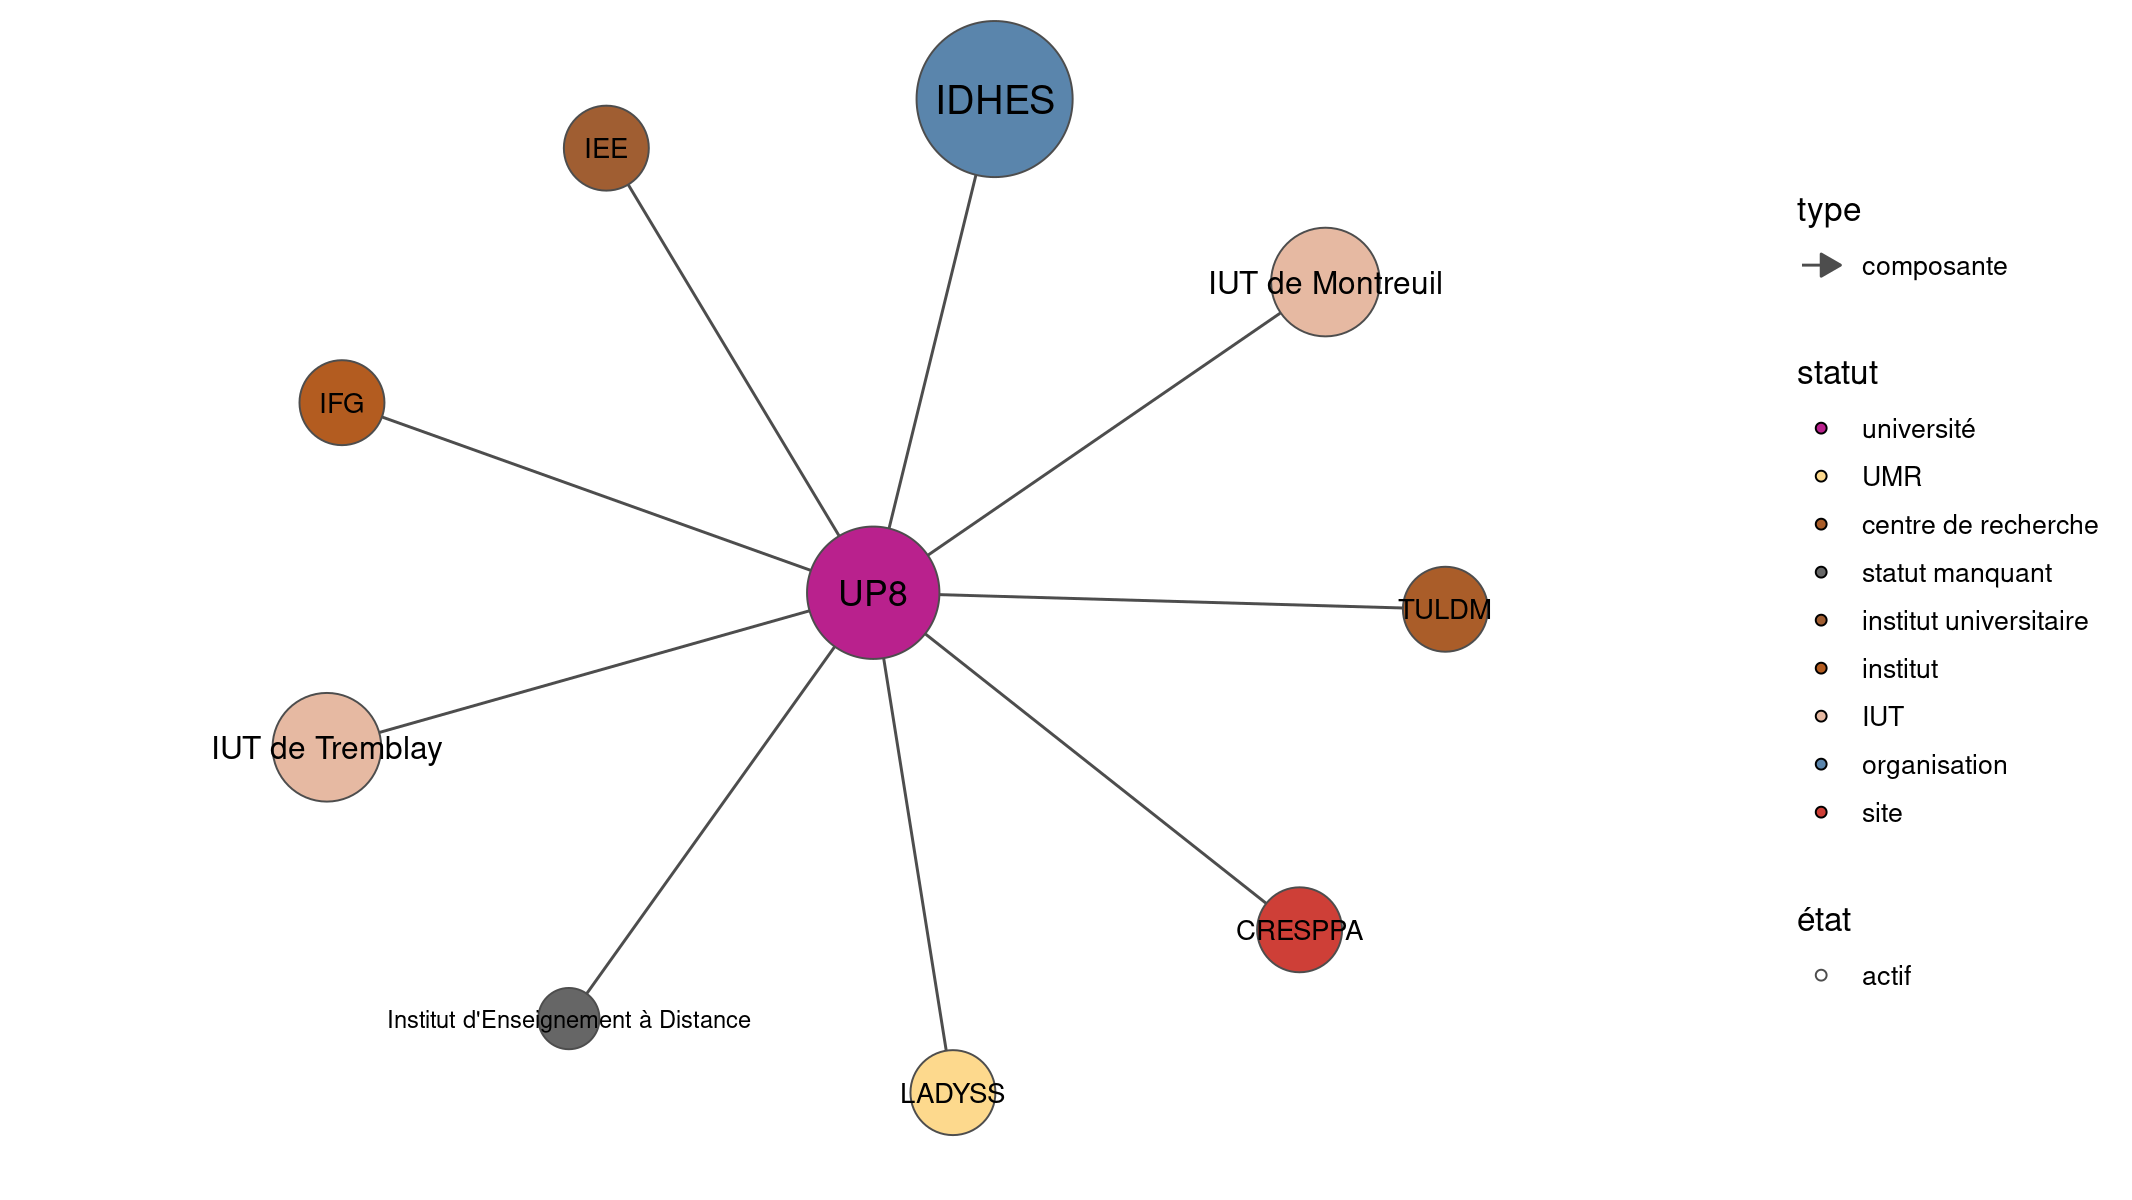 IDHES
IEE
IUT de Montreuil
IFG
UP8
TULDM
IUT de Tremblay
CRESPPA
Institut d'Enseignement à Distance
LADYSS
type
composante
statut
université
UMR
centre de recherche
statut manquant
institut universitaire
institut
IUT
organisation
site
état
actif